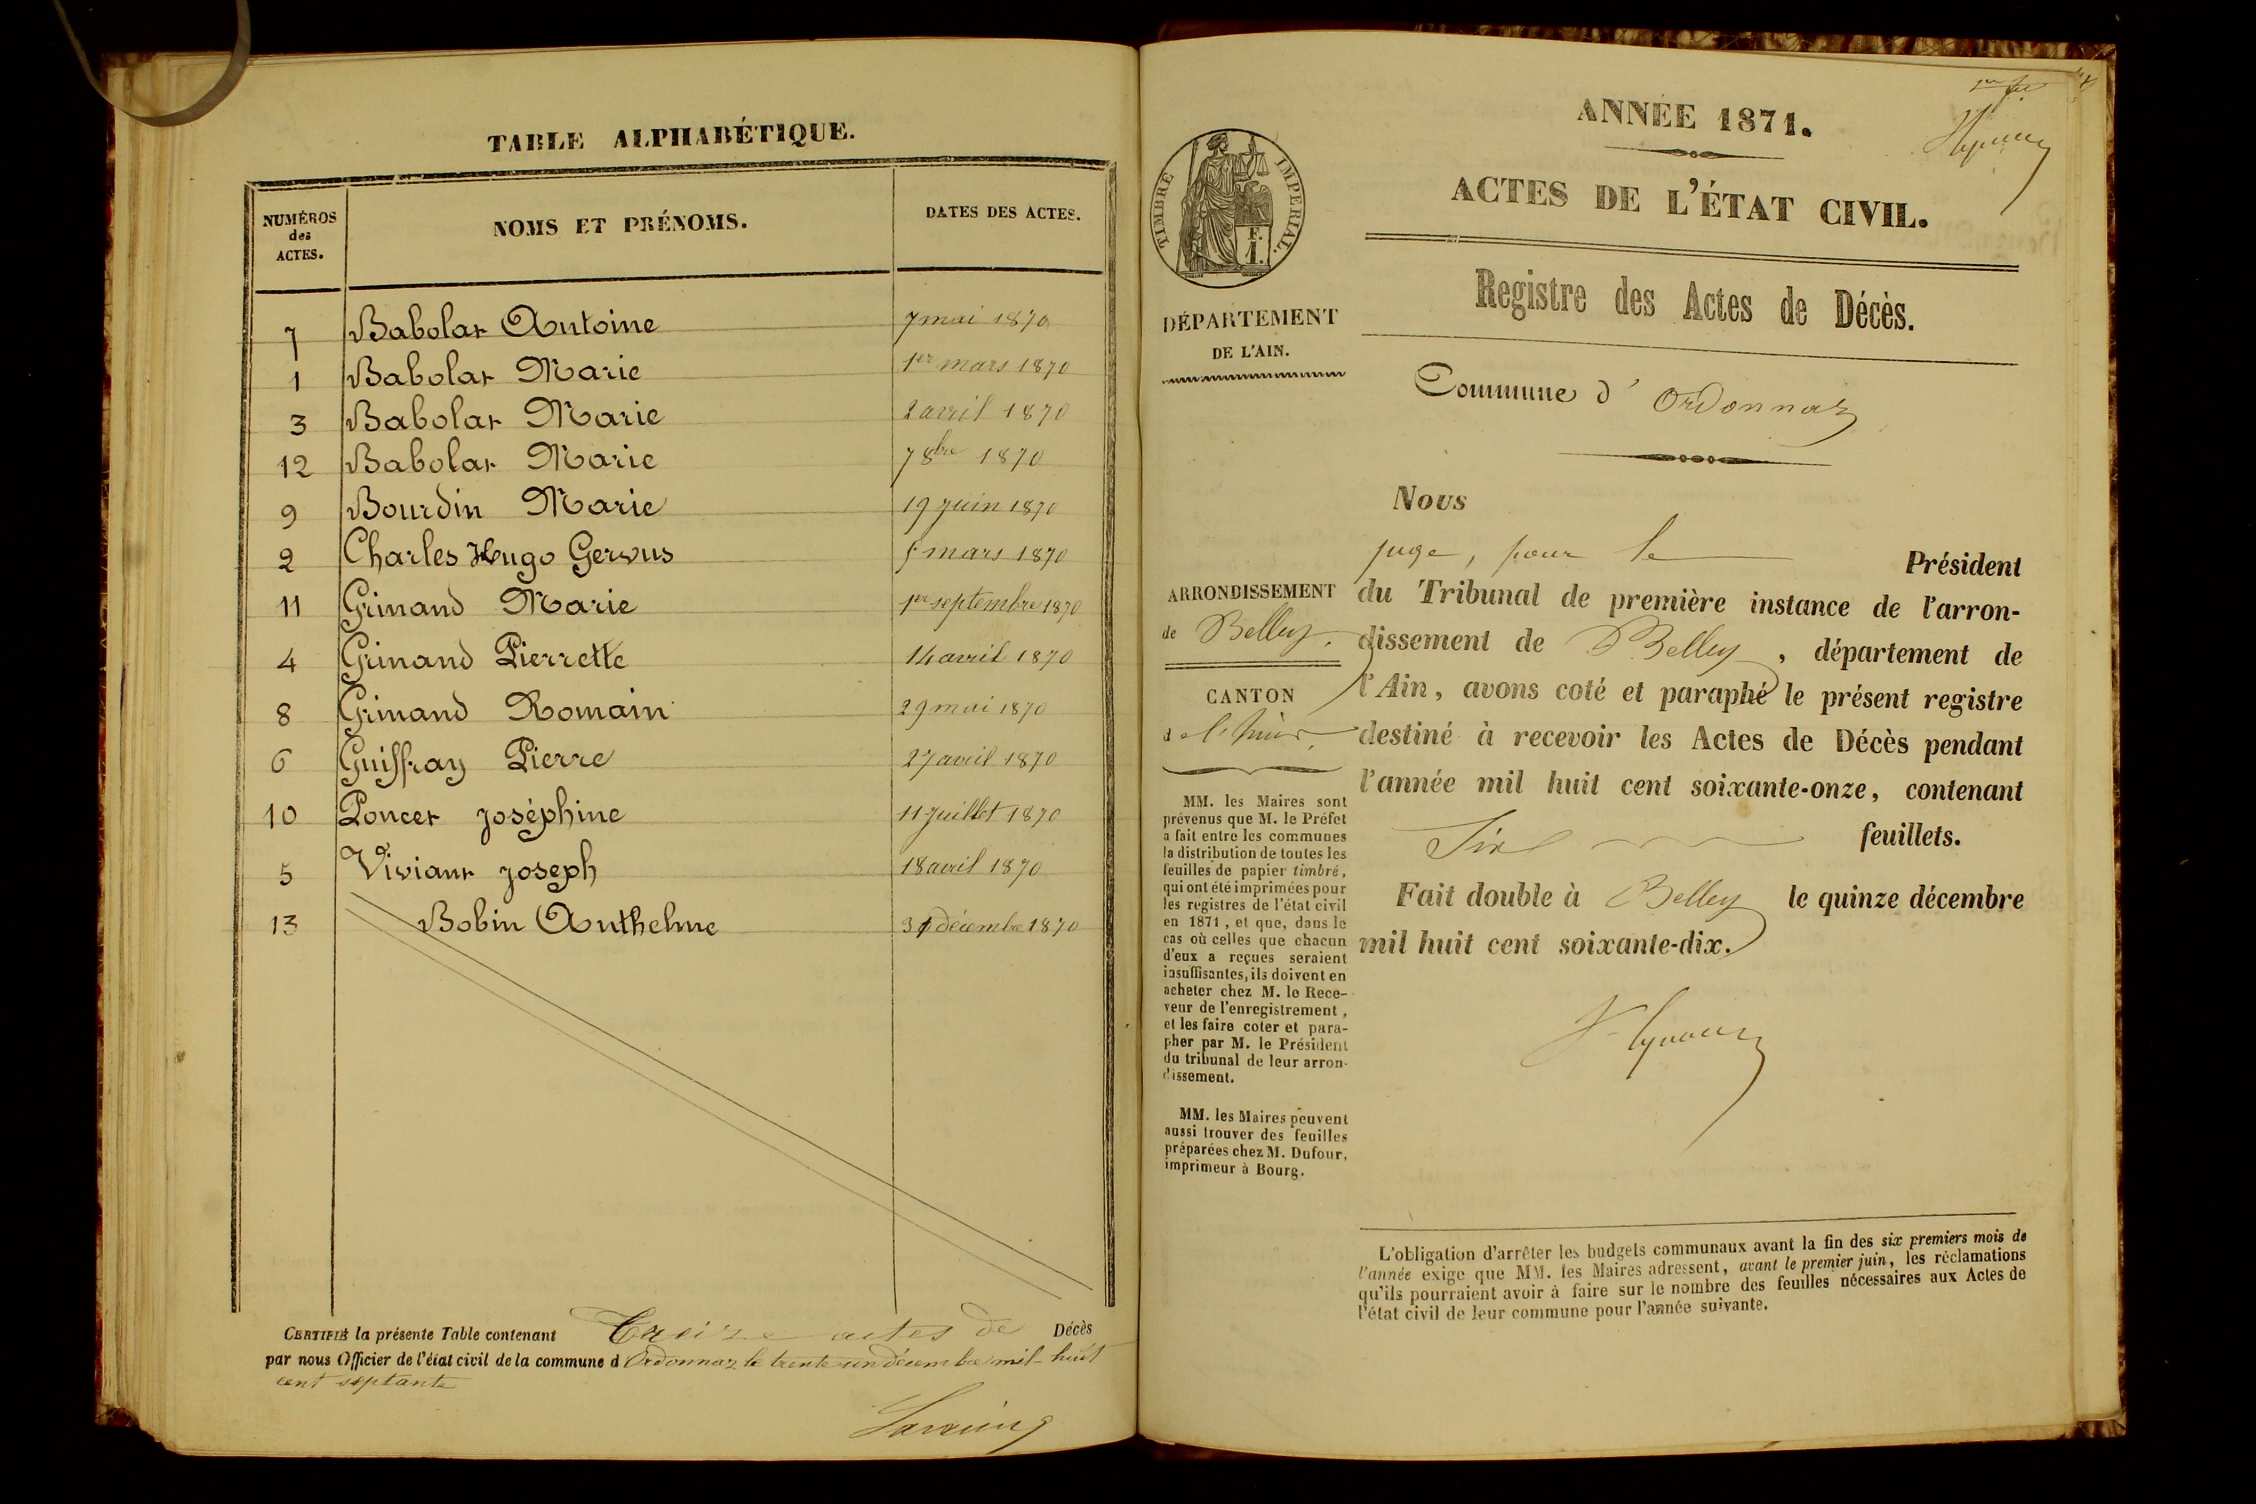 TABLE ALPHABÉTIQUE.
NUMÉROS
des
ACTES.
NOMS ET PRÉNOMS.
DATES DES ACTES.
7 Babolat Antoine 7 mai 1870
1 Babolat Marie 1er mars 1870
3 Babolat Marie 2 avril 1870
12 Babolat Marie 7 8bre 1870
9 Bourdin Marie 19 juin 1870
2 Charles Hugo Gervus 5 mars 1870
11 Grinand Marie 1er septembre 1870
4 Grinand Pierrette 14 avril 1870
8 Grinand Romain 29 mai 1870
6 Guiffray Pierre 27 avril 1870
10 Poncet Joséphine 11 juillet 1870
5 Viviant Joseph 18 avril 1870
13 Bobin Anthelme 31 décembre 1870
CERTIFIÉ la présente Table contenant Treize actes de Décès
par nous Officier de l'état civil de la commune d Ordonnaz le trente un décembre mil-huit
cent septante
ANNÉE 1871.
ACTES DE L'ÉTAT CIVIL.
Registre des Actes de Décès.
Commune d' Ordonnaz
TIMBRE IMPERIAL.
F.
1.
DÉPARTEMENT
DE L'AIN.
ARRONDISSEMENT
de Belley.
CANTON
d
MM. les Maires sont
prévenus que M. le Préfet
a fait entre les communes
la distribution de toutes les
feuilles de papier timbré,
qui ont été imprimées pour
les registres de l'état civil
en 1871, et que, dans le
cas où celles que chacun
d'eux a reçues seraient
insuffisantes, ils doivent en
acheter chez M. le Rece-
veur de l'enregistrement,
et les faire coter et para-
pher par M. le Président
du tribunal de leur arron-
dissement.
MM. les Maires peuvent
aussi trouver des feuilles
préparées chez M. Dufour,
imprimeur à Bourg.
Nous
juge, pour le Président
du Tribunal de première instance de l'arron-
dissement de Belley, département de
l'Ain, avons coté et paraphé le présent registre
destiné à recevoir les Actes de Décès pendant
l'année mil huit cent soixante-onze, contenant
Six feuillets.
Fait double à Belley le quinze décembre
mil huit cent soixante-dix.
L'obligation d'arrêter les budgets communaux avant la fin des six premiers mois de
l'année exige que MM. les Maires adressent, avant le premier juin, les réclamations
qu'ils pourraient avoir à faire sur le nombre des feuilles nécessaires aux Actes de
l'état civil de leur commune pour l'année suivante.